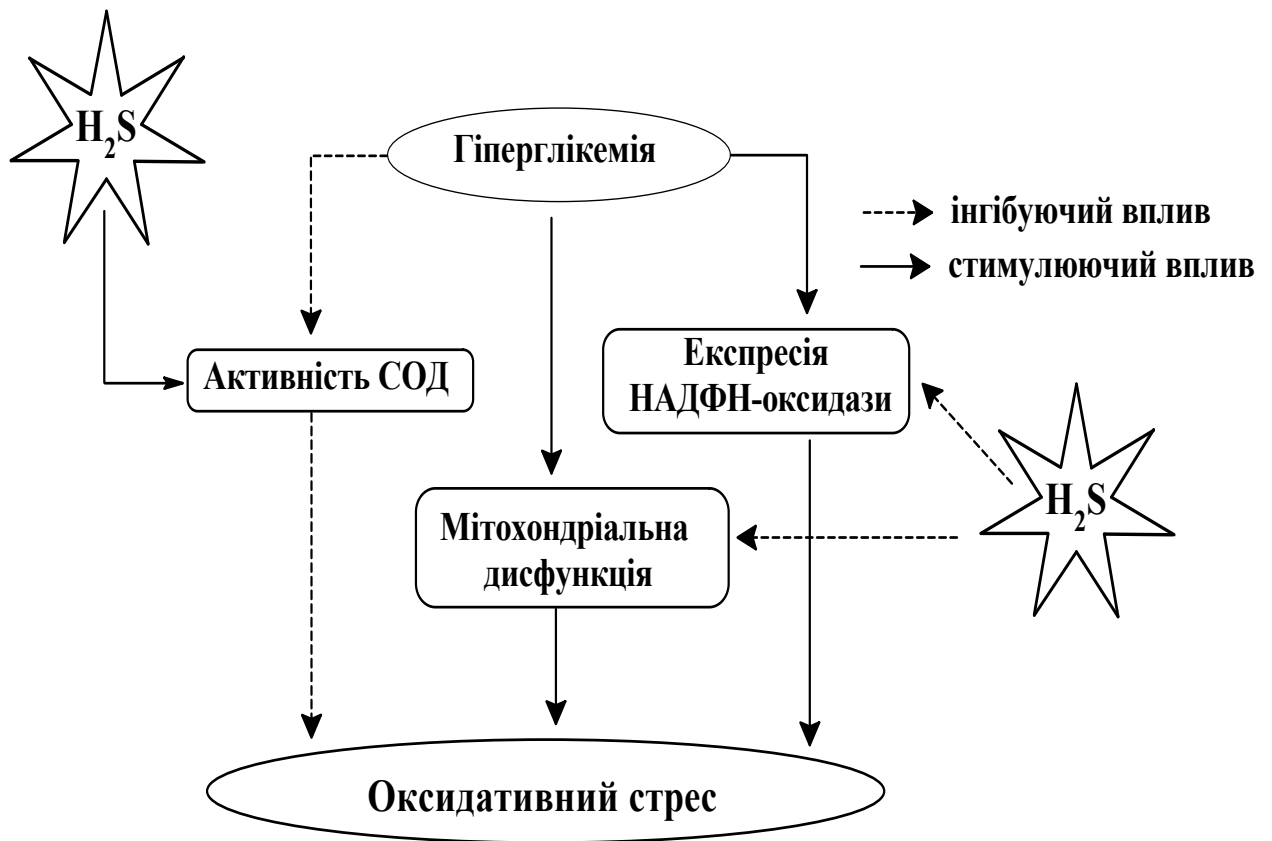 H₂S
Гіперглікемія
інгібуючий вплив
стимулюючий вплив
Активність СОД
Експресія
НАДФН-оксидази
H₂S
Мітохондріальна
дисфункція
Оксидативний стрес